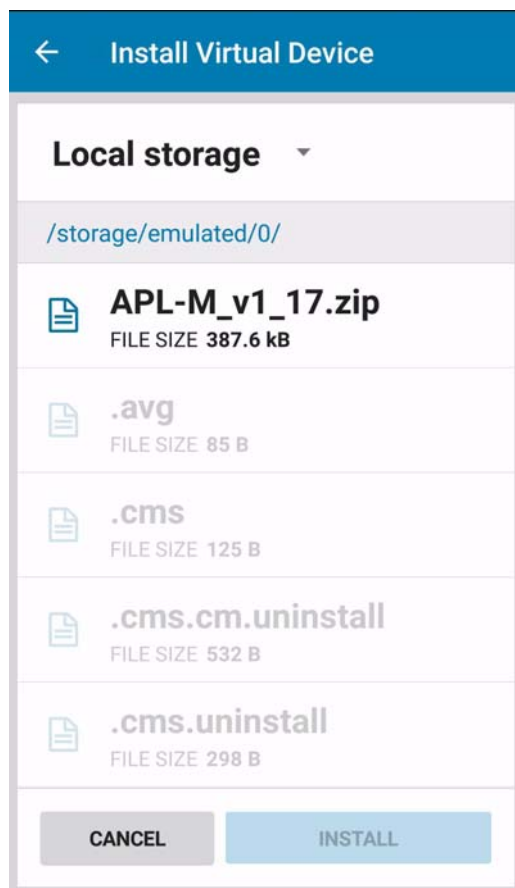 Install Virtual Device
Local storage
/storage/emulated/0/
APL-M_v1_17.zip
FILE SIZE 387.6 kB
.avg
FILE SIZE 85 B
.cms
FILE SIZE 125 B
.cms.cm.uninstall
FILE SIZE 532 B
.cms.uninstall
FILE SIZE 298 B
CANCEL INSTALL